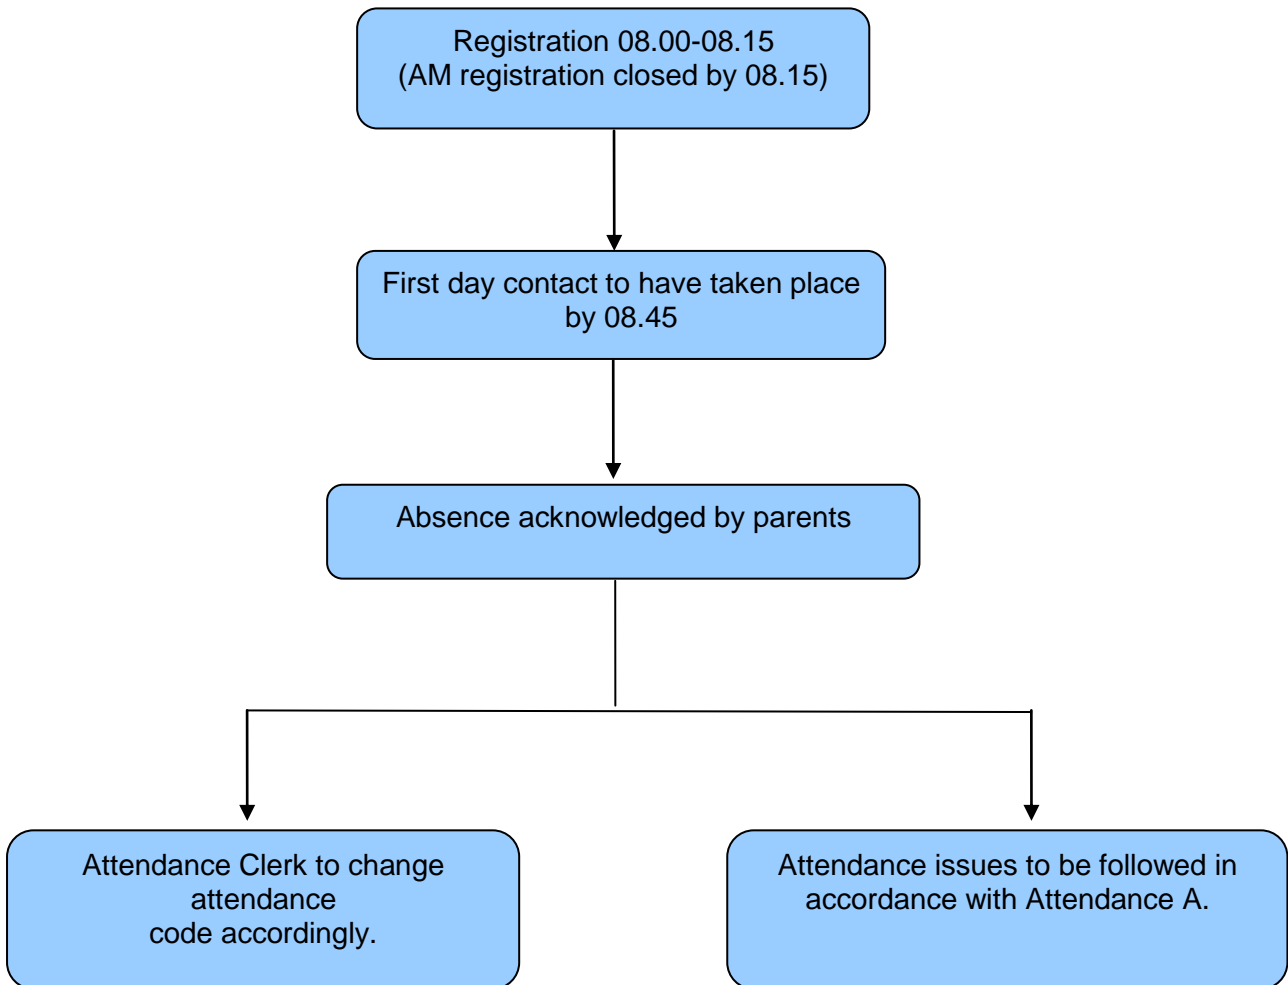 Registration 08.00-08.15
(AM registration closed by 08.15)
First day contact to have taken place
by 08.45
Absence acknowledged by parents
Attendance Clerk to change
attendance
code accordingly.
Attendance issues to be followed in
accordance with Attendance A.